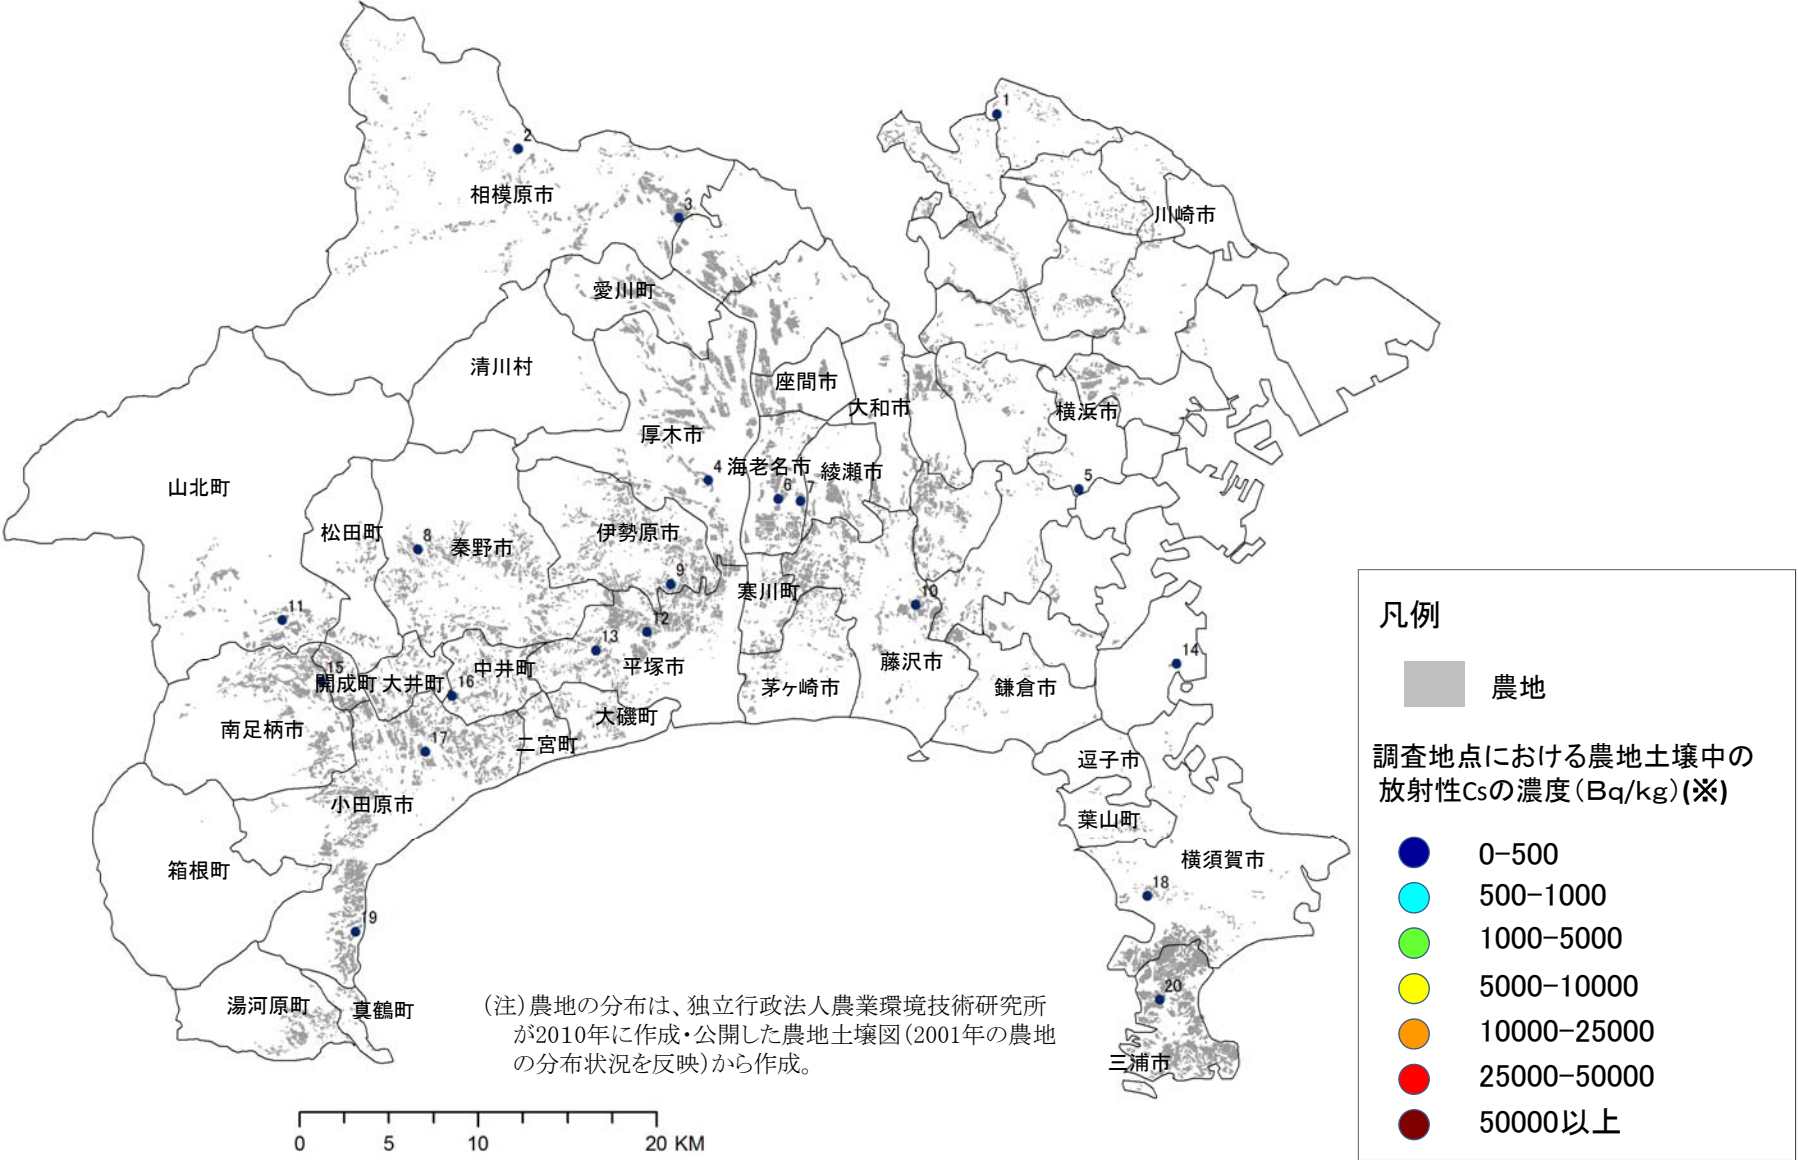 1
2
相模原市
3
川崎市
愛川町
清川村
座間市
大和市
横浜市
厚木市
4
海老名市
綾瀬市
5
6
7
山北町
松田町
8
秦野市
伊勢原市
9
寒川町
10
11
12
13
平塚市
中井町
藤沢市
14
15
開成町
大井町
16
茅ヶ崎市
鎌倉市
南足柄市
大磯町
17
二宮町
逗子市
小田原市
葉山町
箱根町
横須賀市
18
19
湯河原町
真鶴町
20
三浦市
(注)農地の分布は、独立行政法人農業環境技術研究所
が2010年に作成・公開した農地土壌図(2001年の農地
の分布状況を反映)から作成。
0 5 10 20 KM
凡例
農地
調査地点における農地土壌中の
放射性Csの濃度(Bq/kg)(※)
0-500
500-1000
1000-5000
5000-10000
10000-25000
25000-50000
50000以上